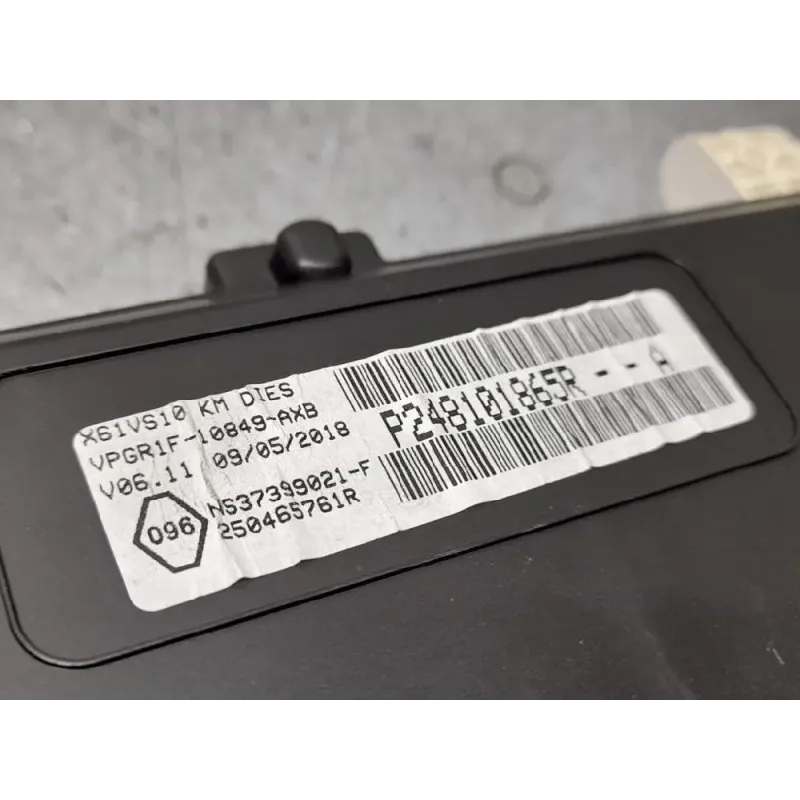 X61VS10 KM DIES
VPGR1F-10849-AXB
V06.11 09/05/2018
096
NS37399021-F
250465761R
P248101865R--A